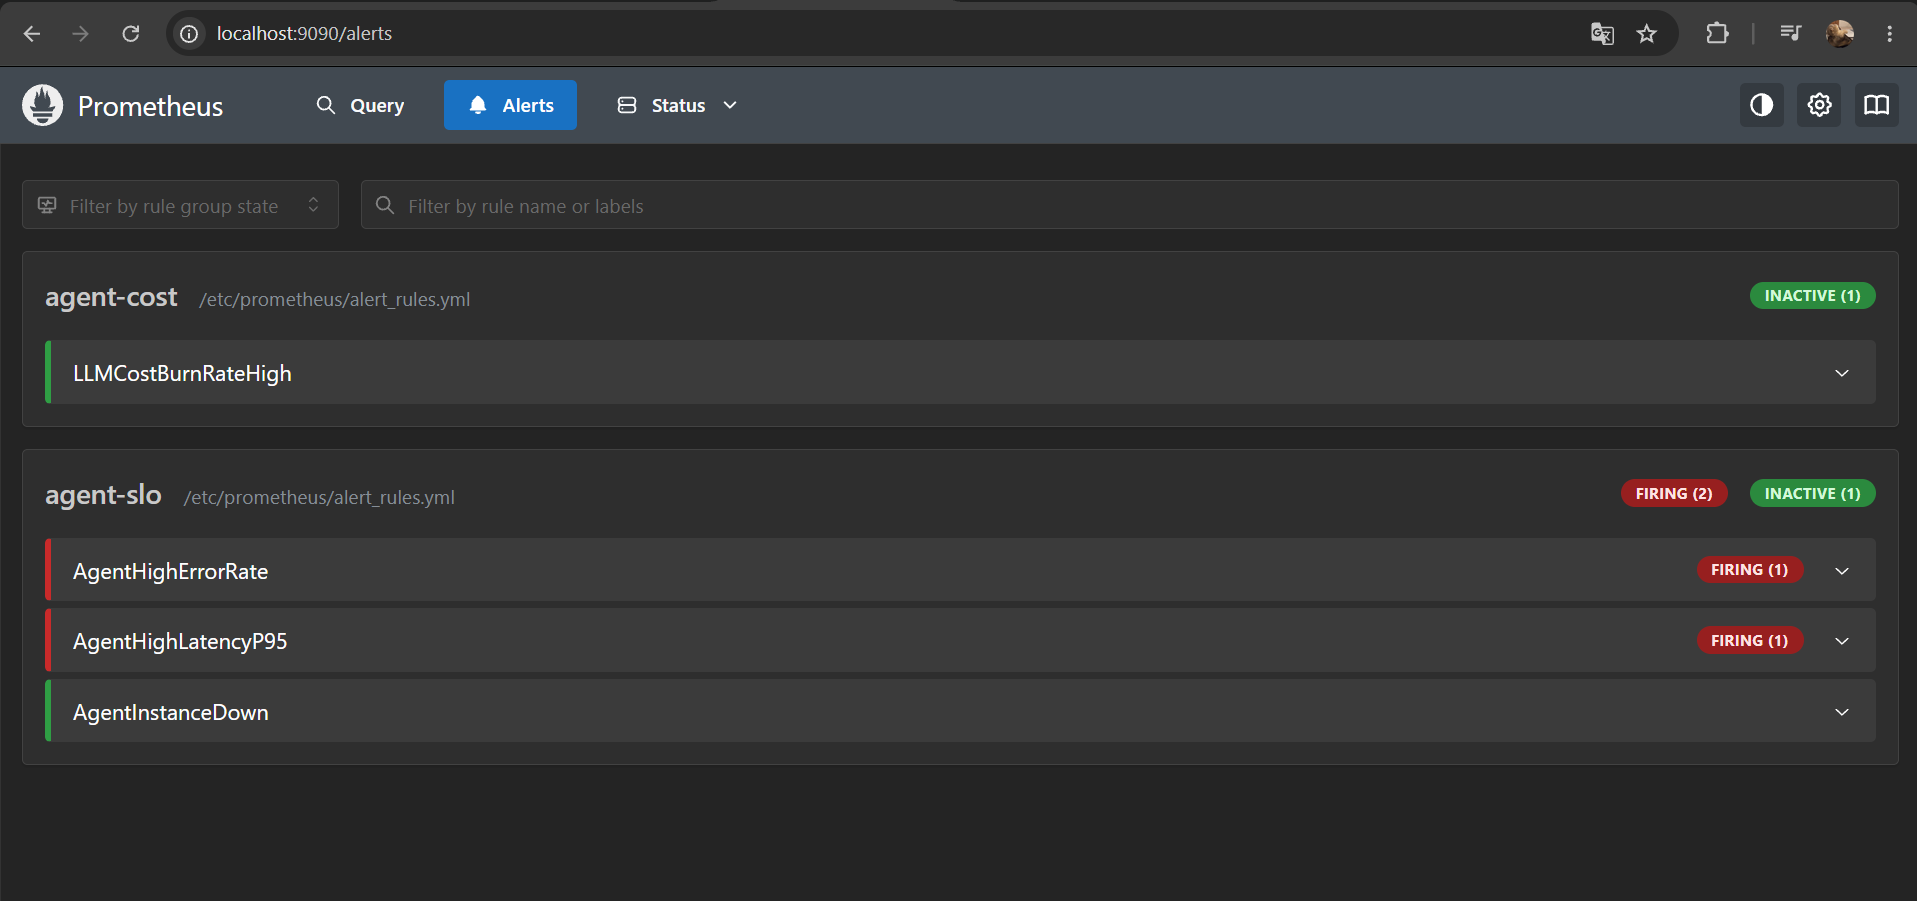 localhost:9090/alerts
Prometheus
Query
Alerts
Status
Filter by rule group state
Filter by rule name or labels
agent-cost /etc/prometheus/alert_rules.yml INACTIVE (1)
LLMCostBurnRateHigh
agent-slo /etc/prometheus/alert_rules.yml FIRING (2) INACTIVE (1)
AgentHighErrorRate FIRING (1)
AgentHighLatencyP95 FIRING (1)
AgentInstanceDown